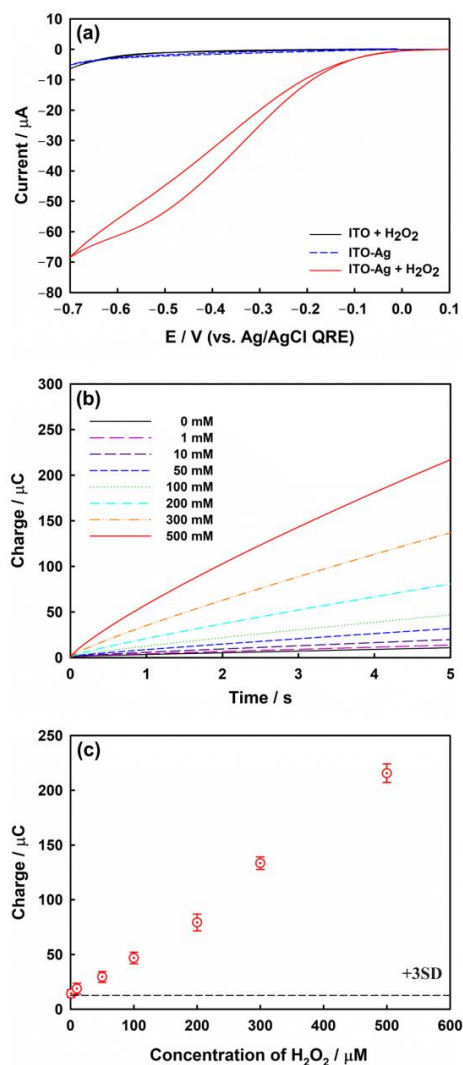 (a)
10
0
−10
−20
−30
−40
−50
−60
−70
−80
Current / μA
ITO + H₂O₂
ITO-Ag
ITO-Ag + H₂O₂
−0.7 −0.6 −0.5 −0.4 −0.3 −0.2 −0.1 0.0 0.1
E / V (vs. Ag/AgCl QRE)
(b)
300
250
200
150
100
50
0
Charge / μC
0 mM
1 mM
10 mM
50 mM
100 mM
200 mM
300 mM
500 mM
0 1 2 3 4 5
Time / s
(c)
250
200
150
100
50
0
Charge / μC
+3SD
0 100 200 300 400 500 600
Concentration of H₂O₂ / μM